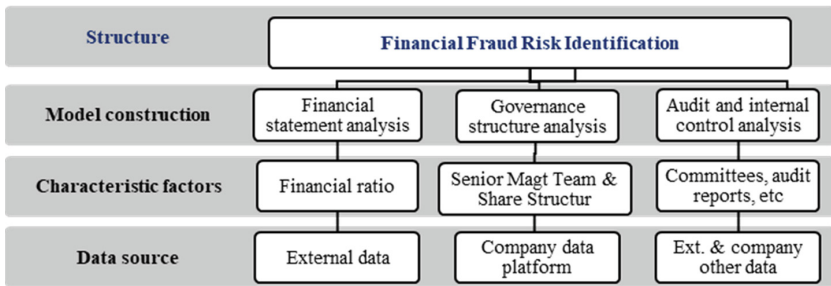 Structure
Financial Fraud Risk Identification
Model construction
Financial
statement analysis
Governance
structure analysis
Audit and internal
control analysis
Characteristic factors
Financial ratio
Senior Magt Team &
Share Structur
Committees, audit
reports, etc
Data source
External data
Company data
platform
Ext. & company
other data